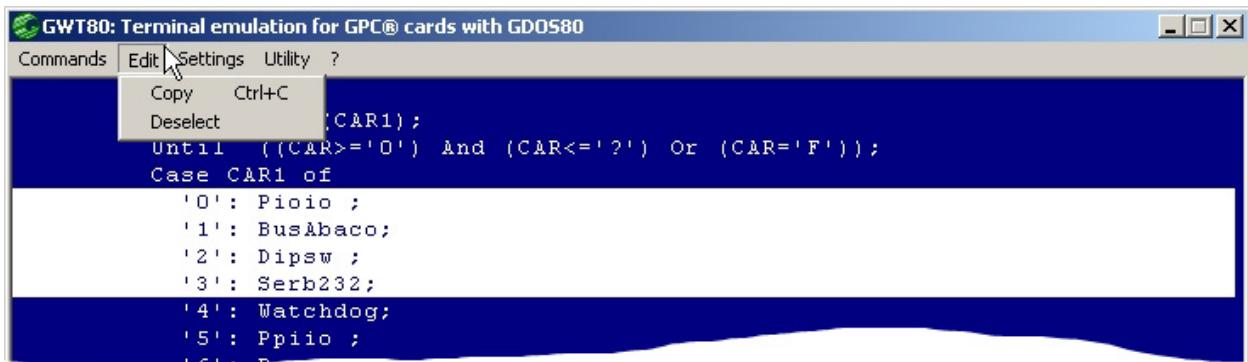 GWT80: Terminal emulation for GPC® cards with GDOS80
Commands Edit Settings Utility ?
Copy Ctrl+C
Deselect
(CAR1);
Until ((CAR>='0') And (CAR<='?') Or (CAR='F'));
Case CAR1 of
'0': Pioio ;
'1': BusAbaco;
'2': Dipsw ;
'3': Serb232;
'4': Watchdog;
'5': Ppiio ;